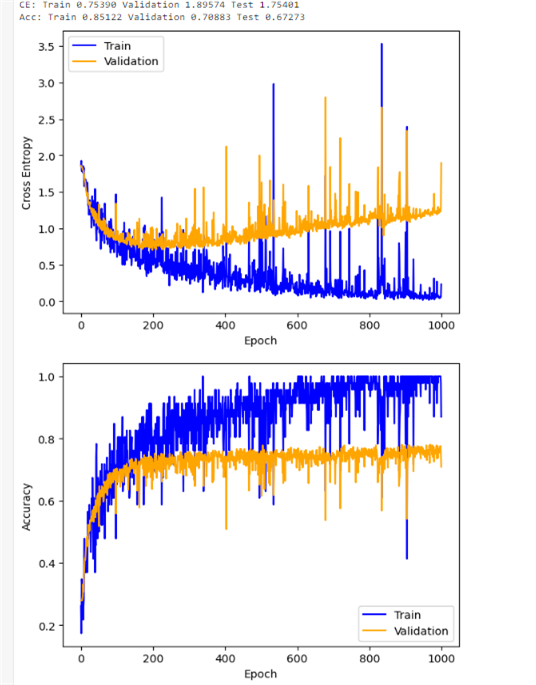 CE: Train 0.75390 Validation 1.89574 Test 1.75401
Acc: Train 0.85122 Validation 0.70883 Test 0.67273
Train
Validation
3.5
3.0
2.5
2.0
1.5
1.0
0.5
0.0
Cross Entropy
0 200 400 600 800 1000
Epoch
1.0
0.8
0.6
0.4
0.2
Accuracy
Train
Validation
0 200 400 600 800 1000
Epoch